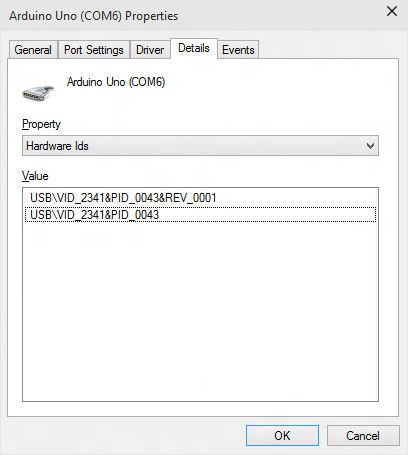 Arduino Uno (COM6) Properties
General Port Settings Driver Details Events
Arduino Uno (COM6)
Property
Hardware Ids
Value
USB\VID_2341&PID_0043&REV_0001
USB\VID_2341&PID_0043
OK Cancel